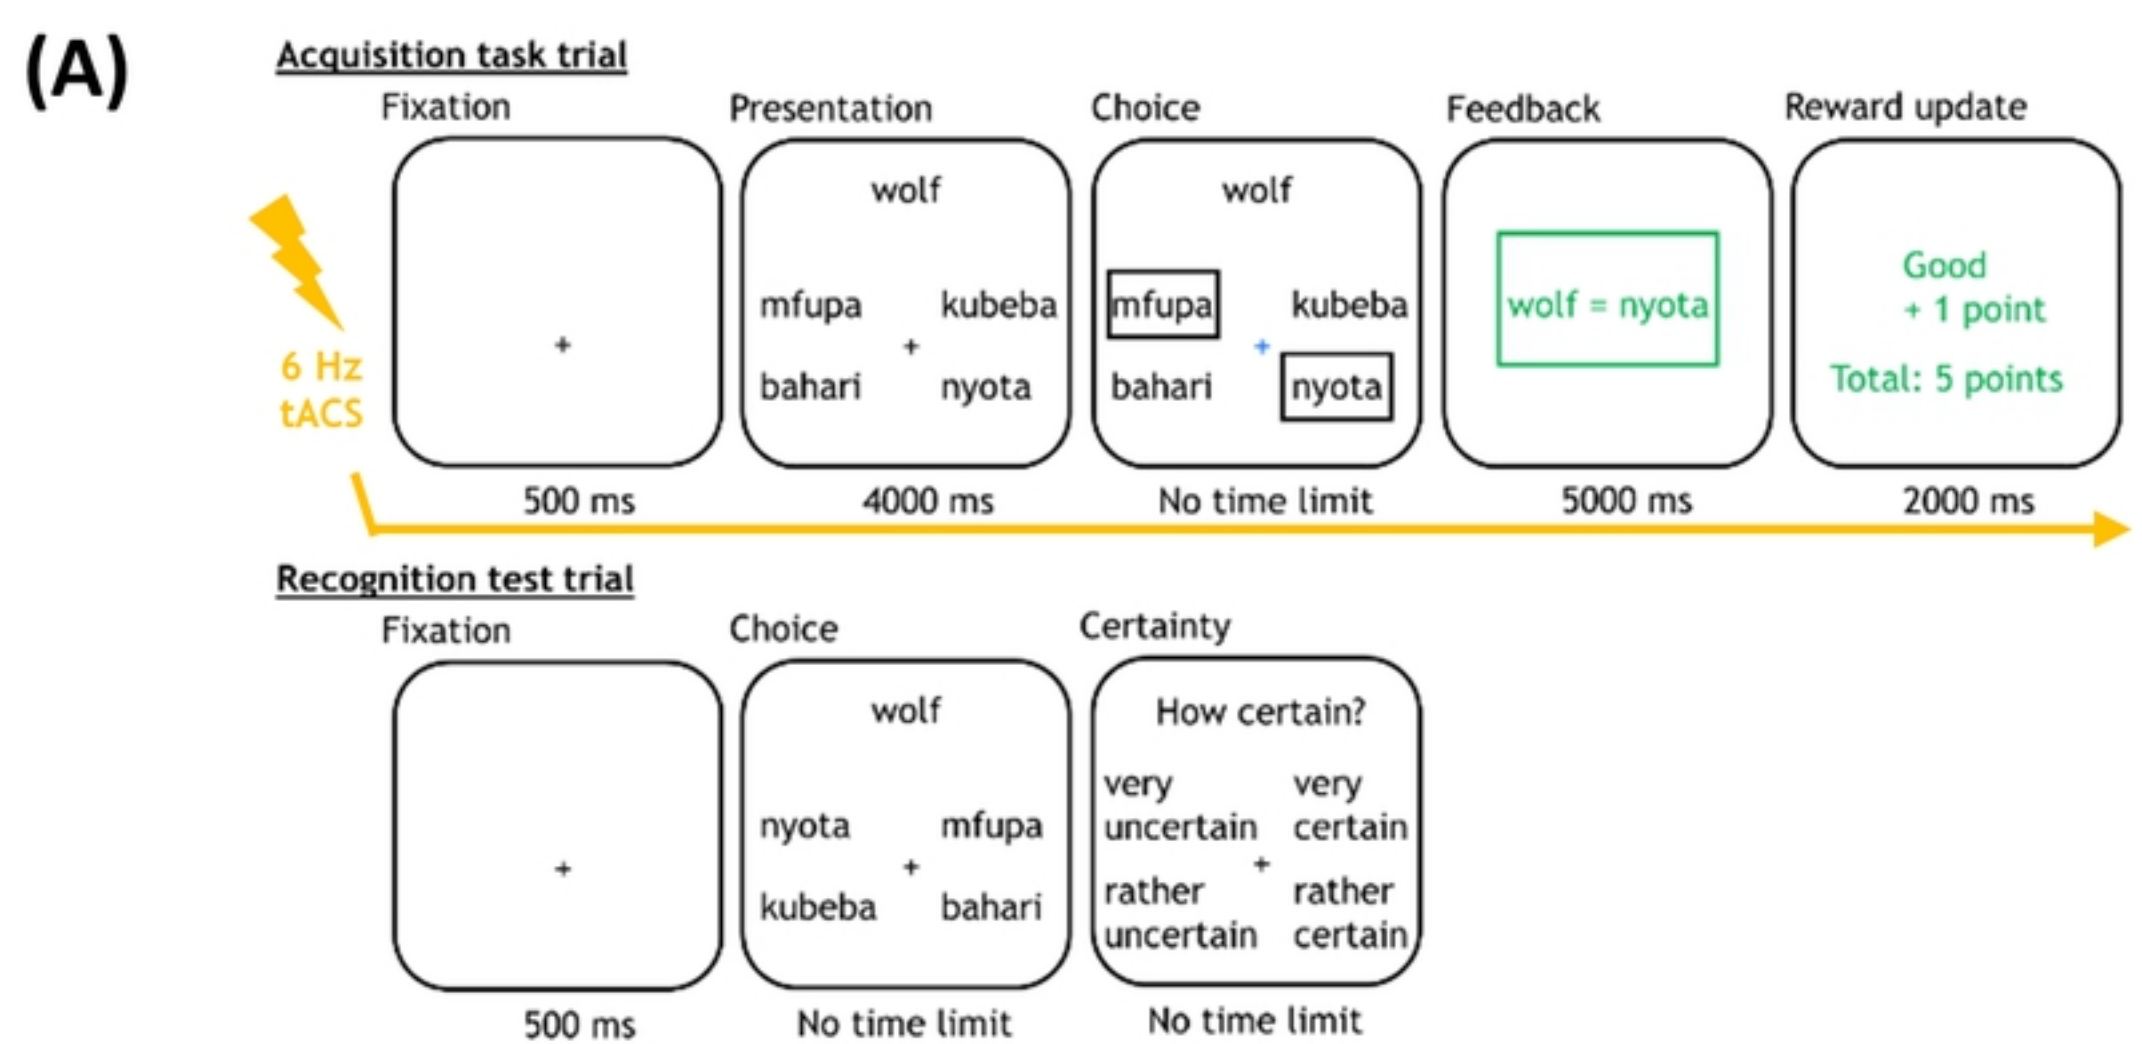 (A)
Acquisition task trial
Fixation
Presentation
Choice
Feedback
Reward update
6 Hz
tACS
+
wolf
mfupa kubeba
+
bahari nyota
wolf
mfupa kubeba
+
bahari nyota
wolf = nyota
Good
+ 1 point
Total: 5 points
500 ms
4000 ms
No time limit
5000 ms
2000 ms
Recognition test trial
Fixation
Choice
Certainty
+
wolf
nyota mfupa
+
kubeba bahari
How certain?
very very
uncertain certain
+
rather rather
uncertain certain
500 ms
No time limit
No time limit